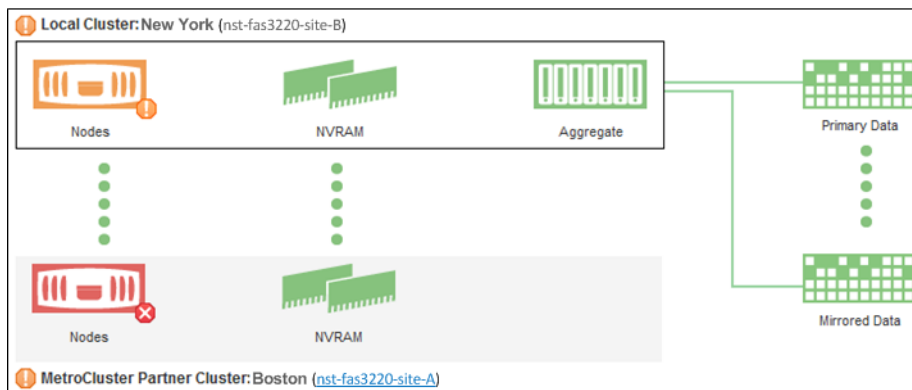 Local Cluster: New York (nst-fas3220-site-B)
Nodes
NVRAM
Aggregate
Primary Data
Nodes
NVRAM
Mirrored Data
MetroCluster Partner Cluster: Boston (nst-fas3220-site-A)